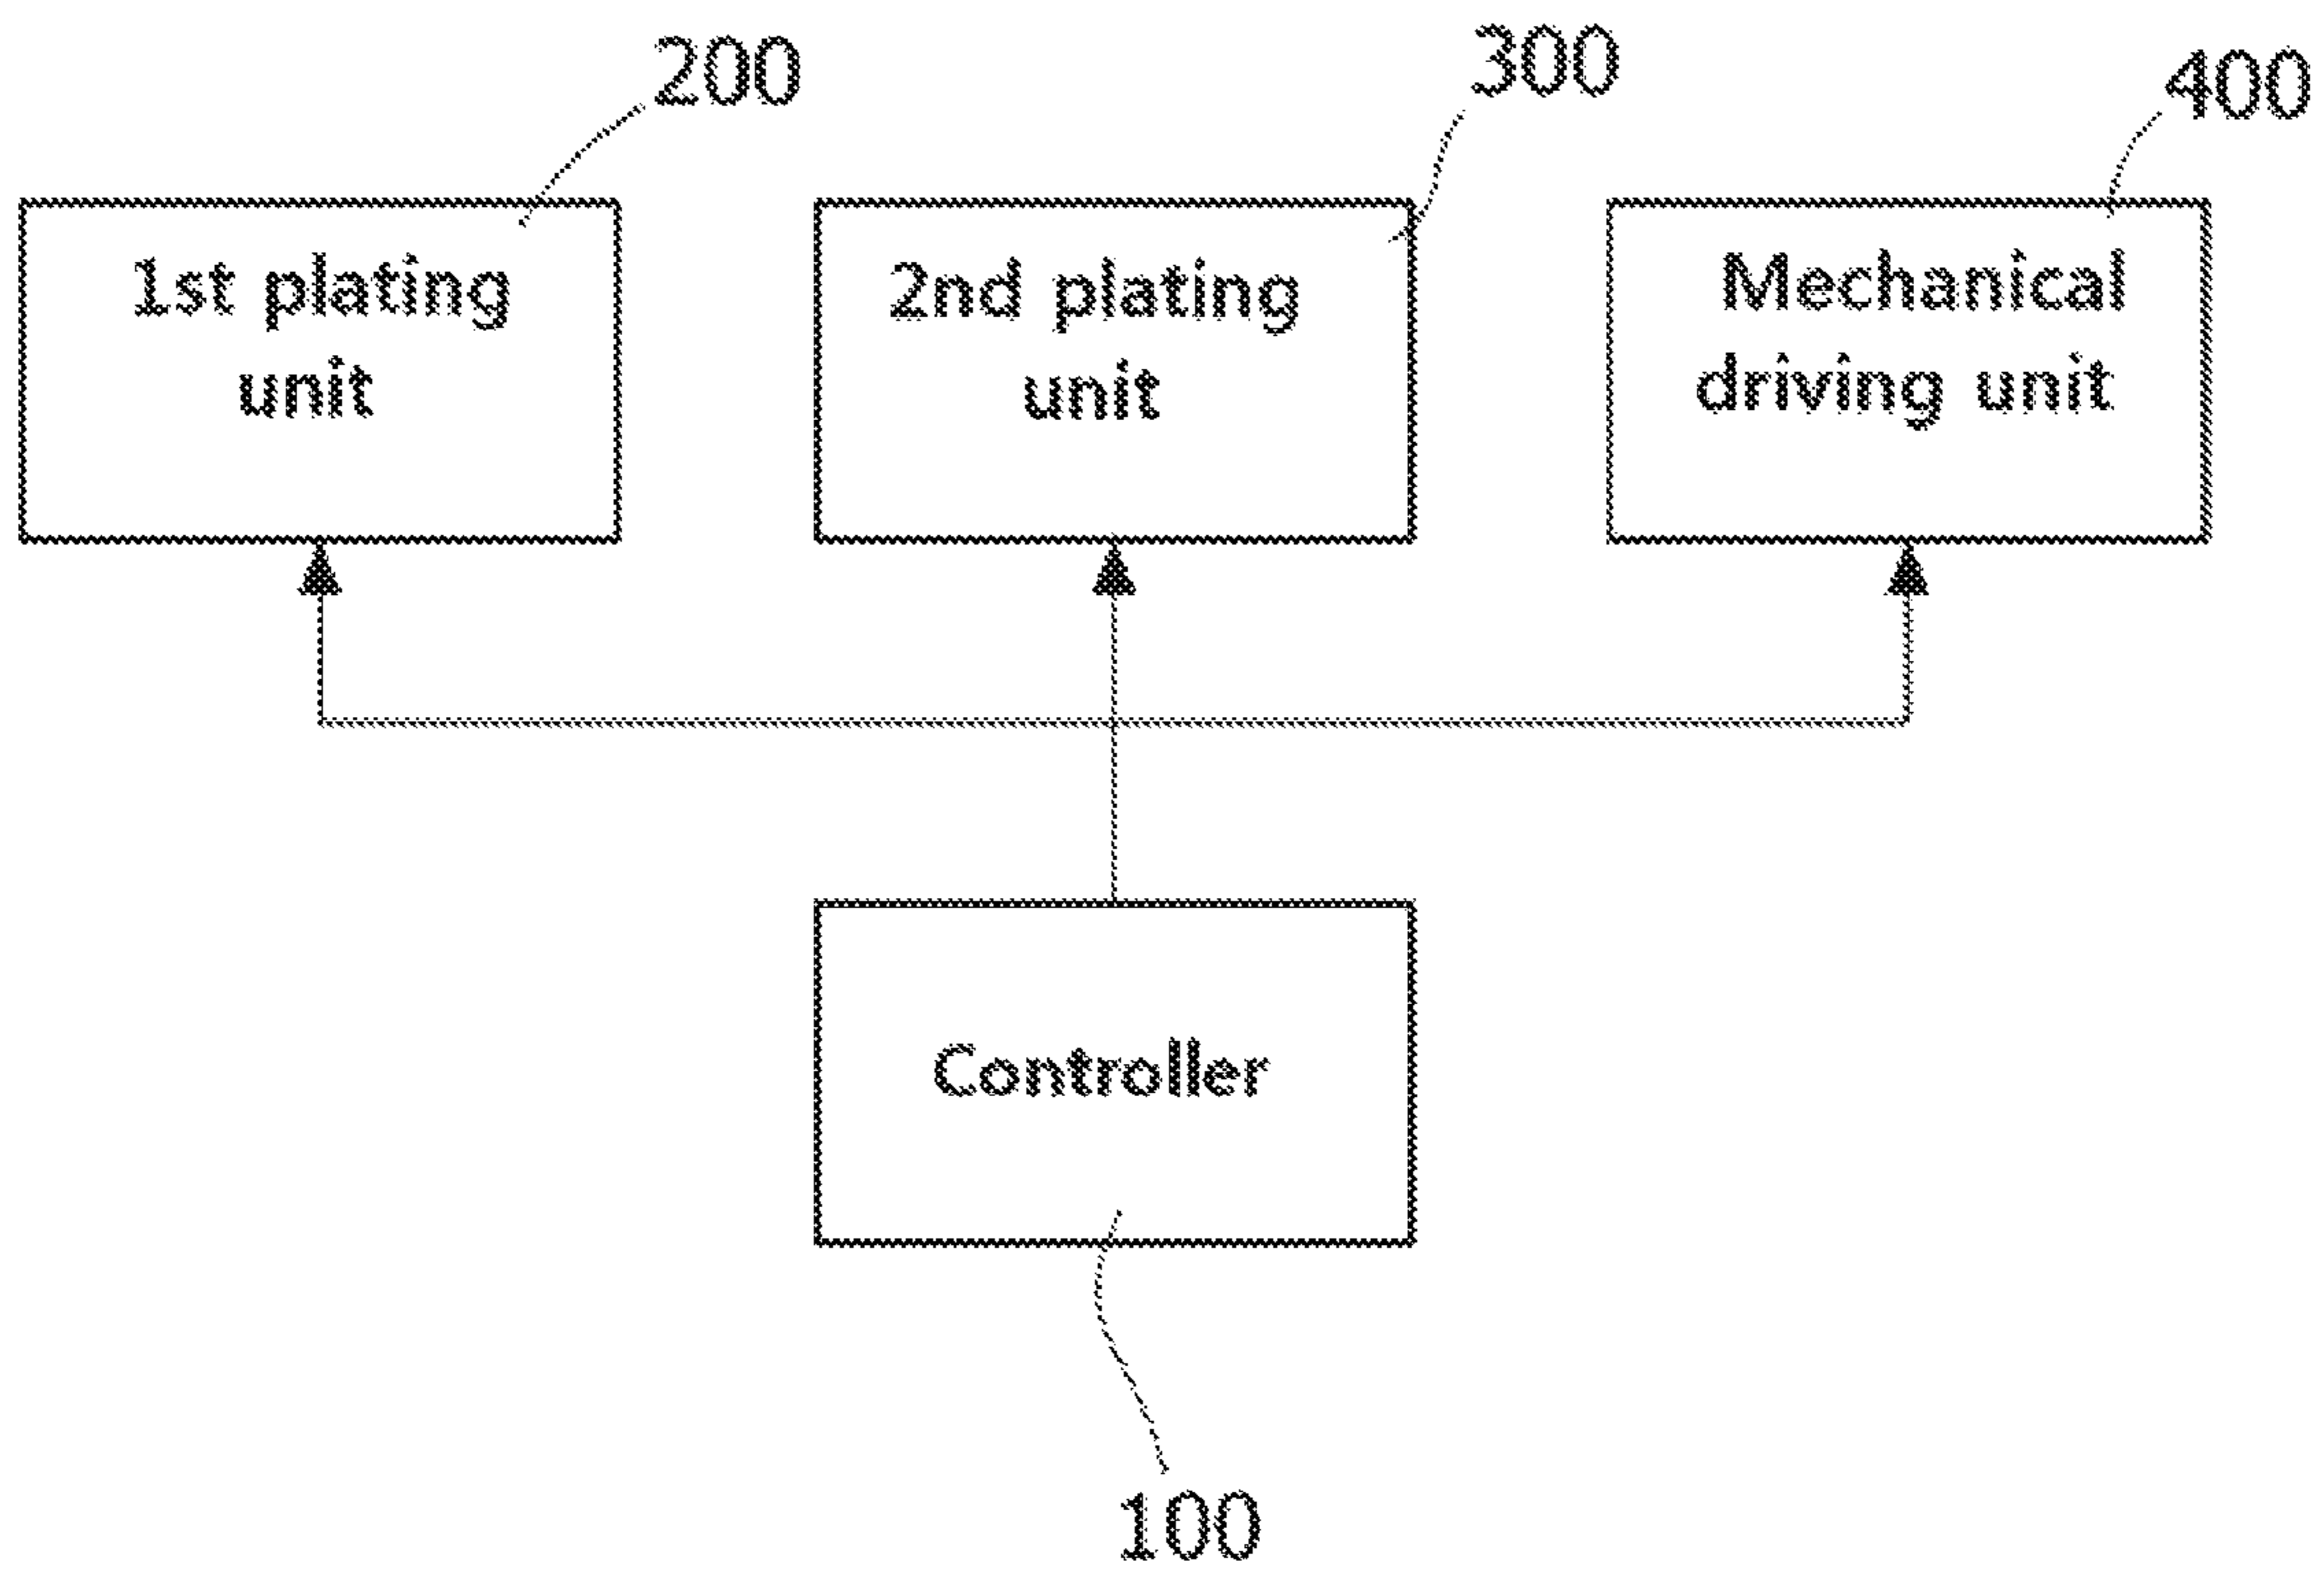 200
300
400
1st plating
unit
2nd plating
unit
Mechanical
driving unit
Controller
100